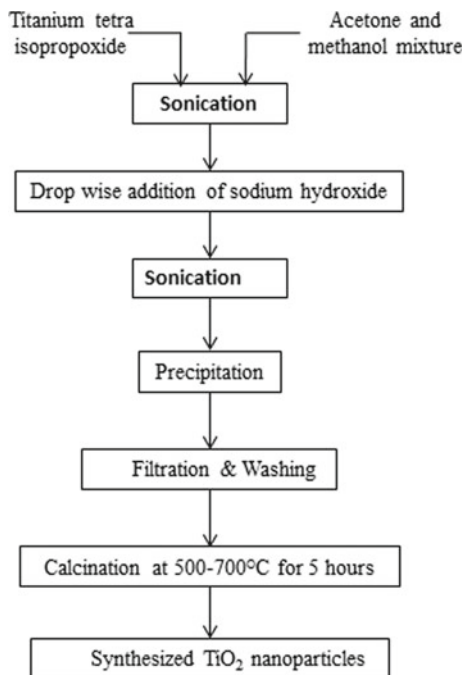 Titanium tetra
isopropoxide
Acetone and
methanol mixture
Sonication
Drop wise addition of sodium hydroxide
Sonication
Precipitation
Filtration & Washing
Calcination at 500-700°C for 5 hours
Synthesized TiO₂ nanoparticles